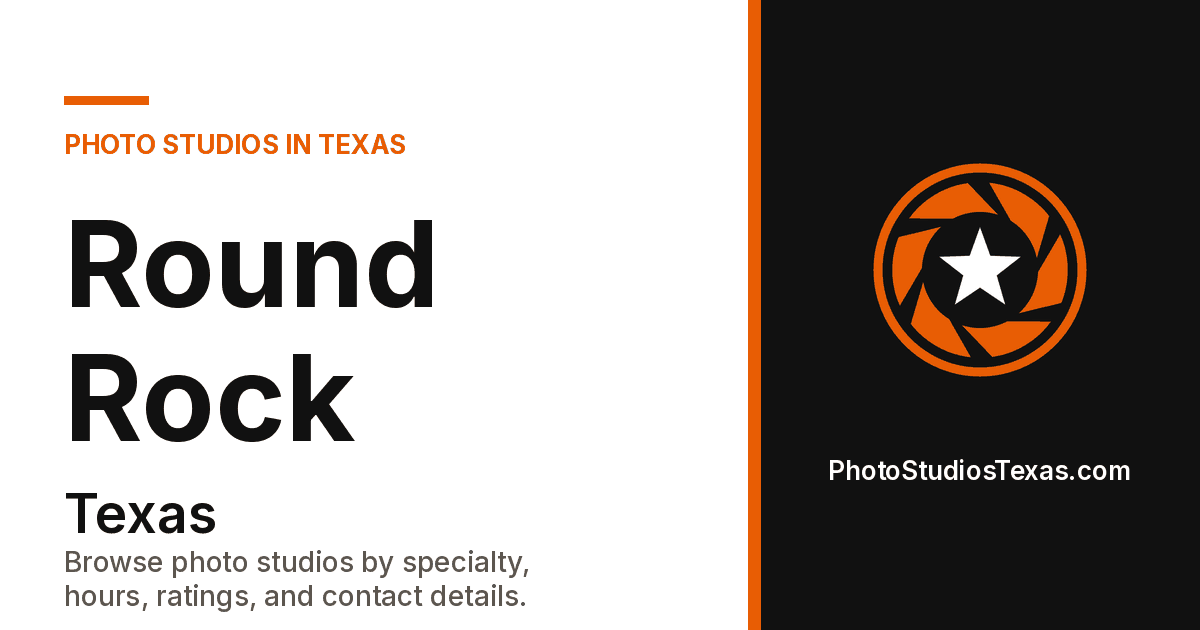 PHOTO STUDIOS IN TEXAS
Round
Rock
Texas
Browse photo studios by specialty,
hours, ratings, and contact details.
PhotoStudiosTexas.com